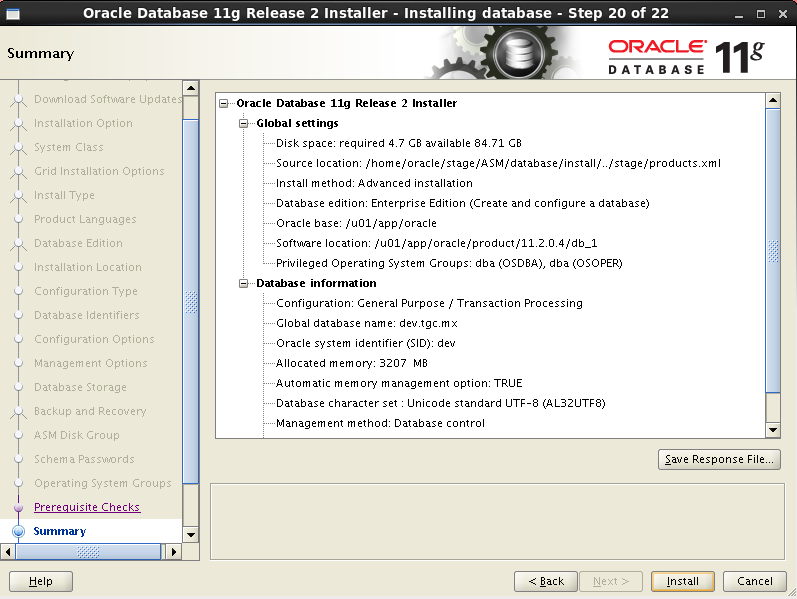 Oracle Database 11g Release 2 Installer - Installing database - Step 20 of 22
Summary
ORACLE
DATABASE
11g
Download Software Updates
Installation Option
System Class
Grid Installation Options
Install Type
Product Languages
Database Edition
Installation Location
Configuration Type
Database Identifiers
Configuration Options
Management Options
Database Storage
Backup and Recovery
ASM Disk Group
Schema Passwords
Operating System Groups
Prerequisite Checks
Summary
Oracle Database 11g Release 2 Installer
Global settings
Disk space: required 4.7 GB available 84.71 GB
Source location: /home/oracle/stage/ASM/database/install/../stage/products.xml
Install method: Advanced installation
Database edition: Enterprise Edition (Create and configure a database)
Oracle base: /u01/app/oracle
Software location: /u01/app/oracle/product/11.2.0.4/db_1
Privileged Operating System Groups: dba (OSDBA), dba (OSOPER)
Database information
Configuration: General Purpose / Transaction Processing
Global database name: dev.tgc.mx
Oracle system identifier (SID): dev
Allocated memory: 3207 MB
Automatic memory management option: TRUE
Database character set : Unicode standard UTF-8 (AL32UTF8)
Management method: Database control
Save Response File...
Help
< Back
Next >
Install
Cancel